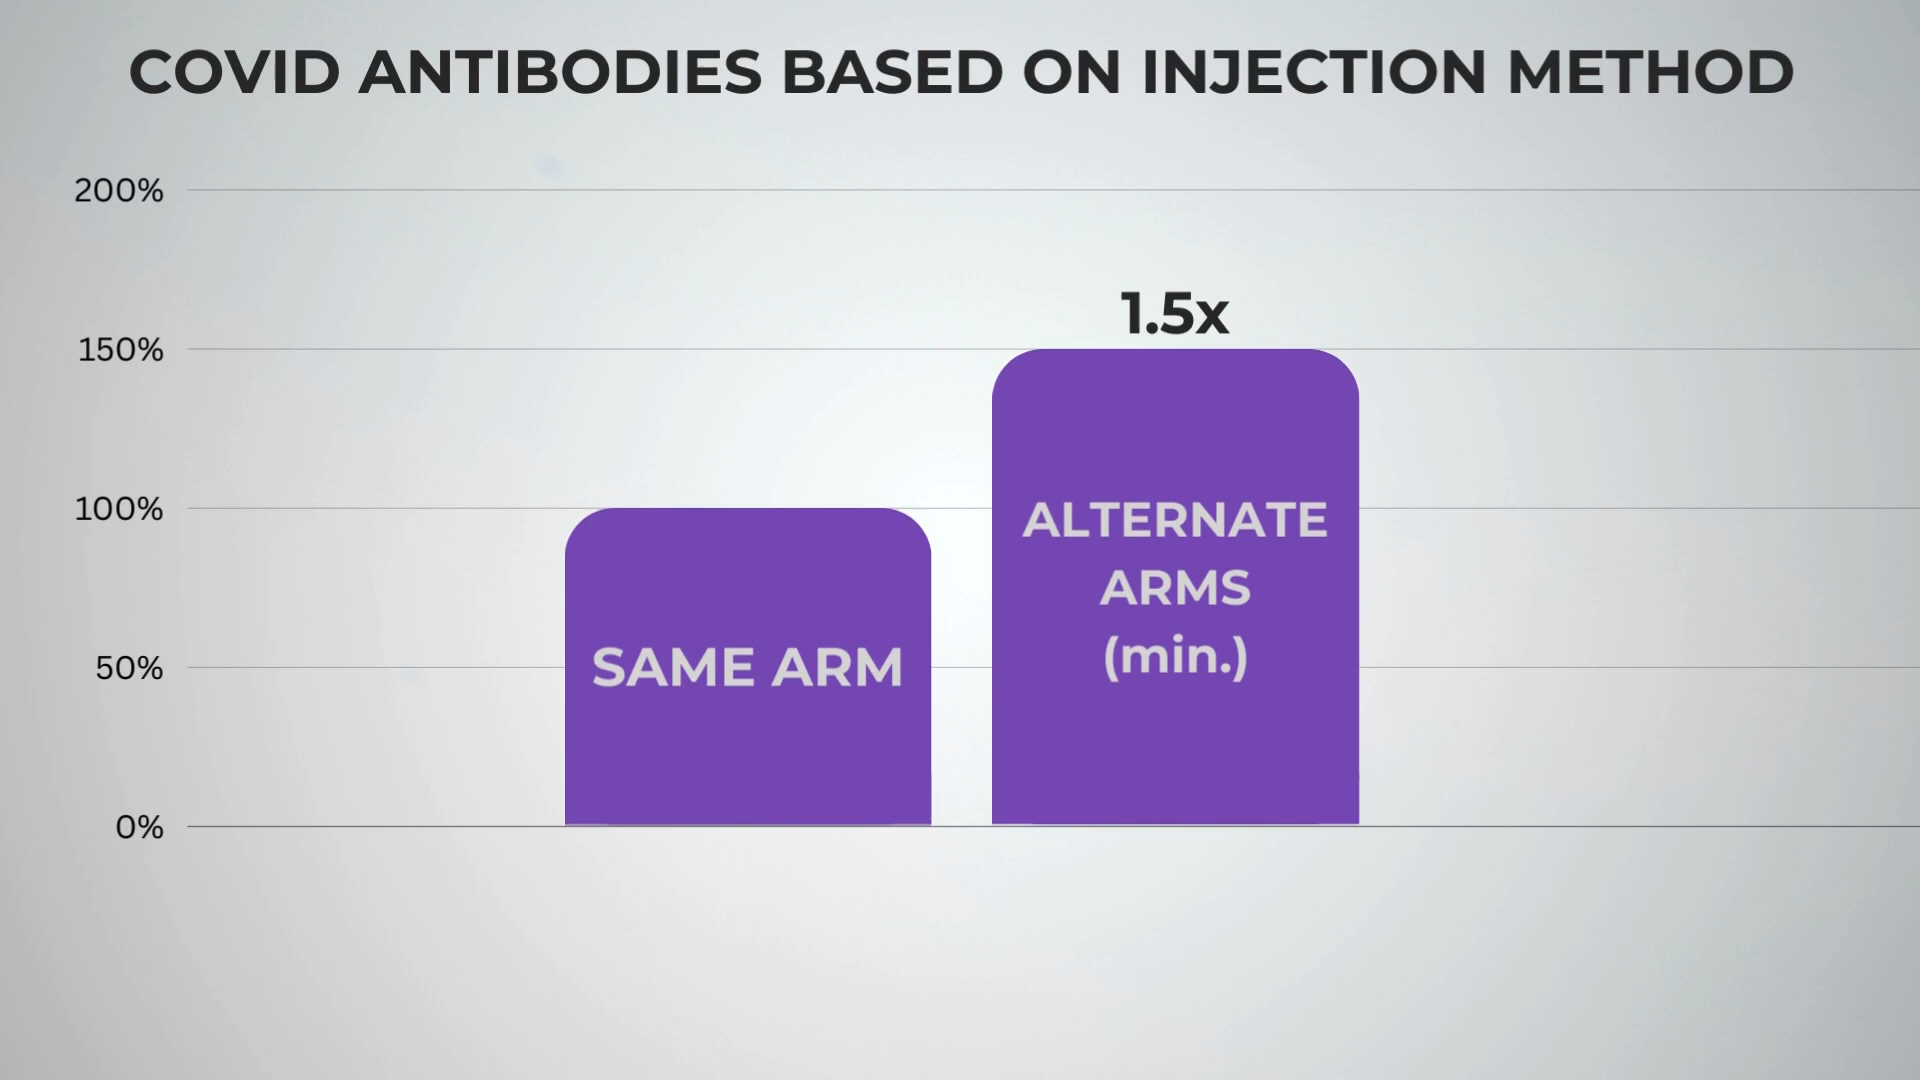 COVID ANTIBODIES BASED ON INJECTION METHOD
200%
1.5x
150%
100%
ALTERNATE
ARMS
(min.)
SAME ARM
50%
0%